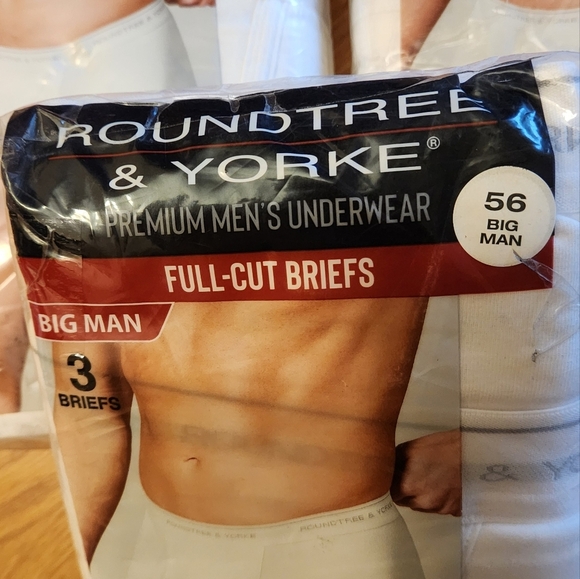 ROUNDTREE
& YORKE®
PREMIUM MEN'S UNDERWEAR
56
BIG
MAN
FULL-CUT BRIEFS
BIG MAN
3
BRIEFS
ROUNDTREE & YORKE
ROUNDTREE & YORKE
& Y